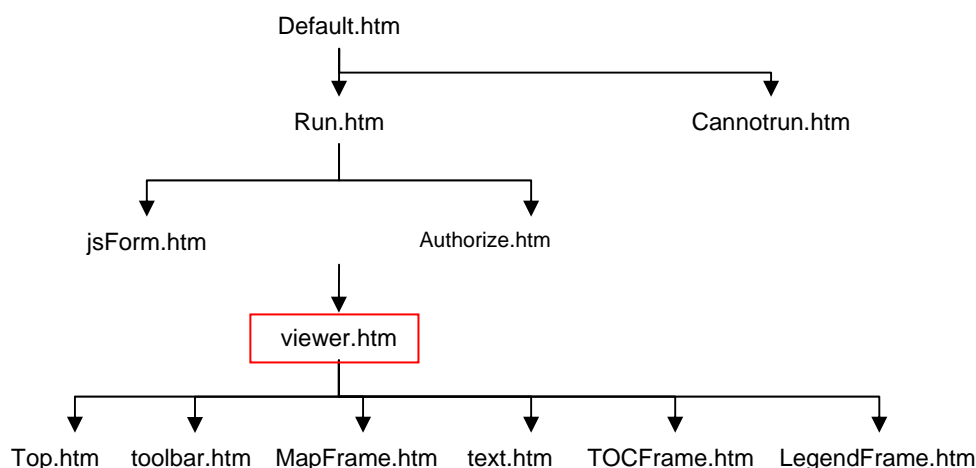 Default.htm
Run.htm Cannotrun.htm
jsForm.htm Authorize.htm
viewer.htm
Top.htm toolbar.htm MapFrame.htm text.htm TOCFrame.htm LegendFrame.htm